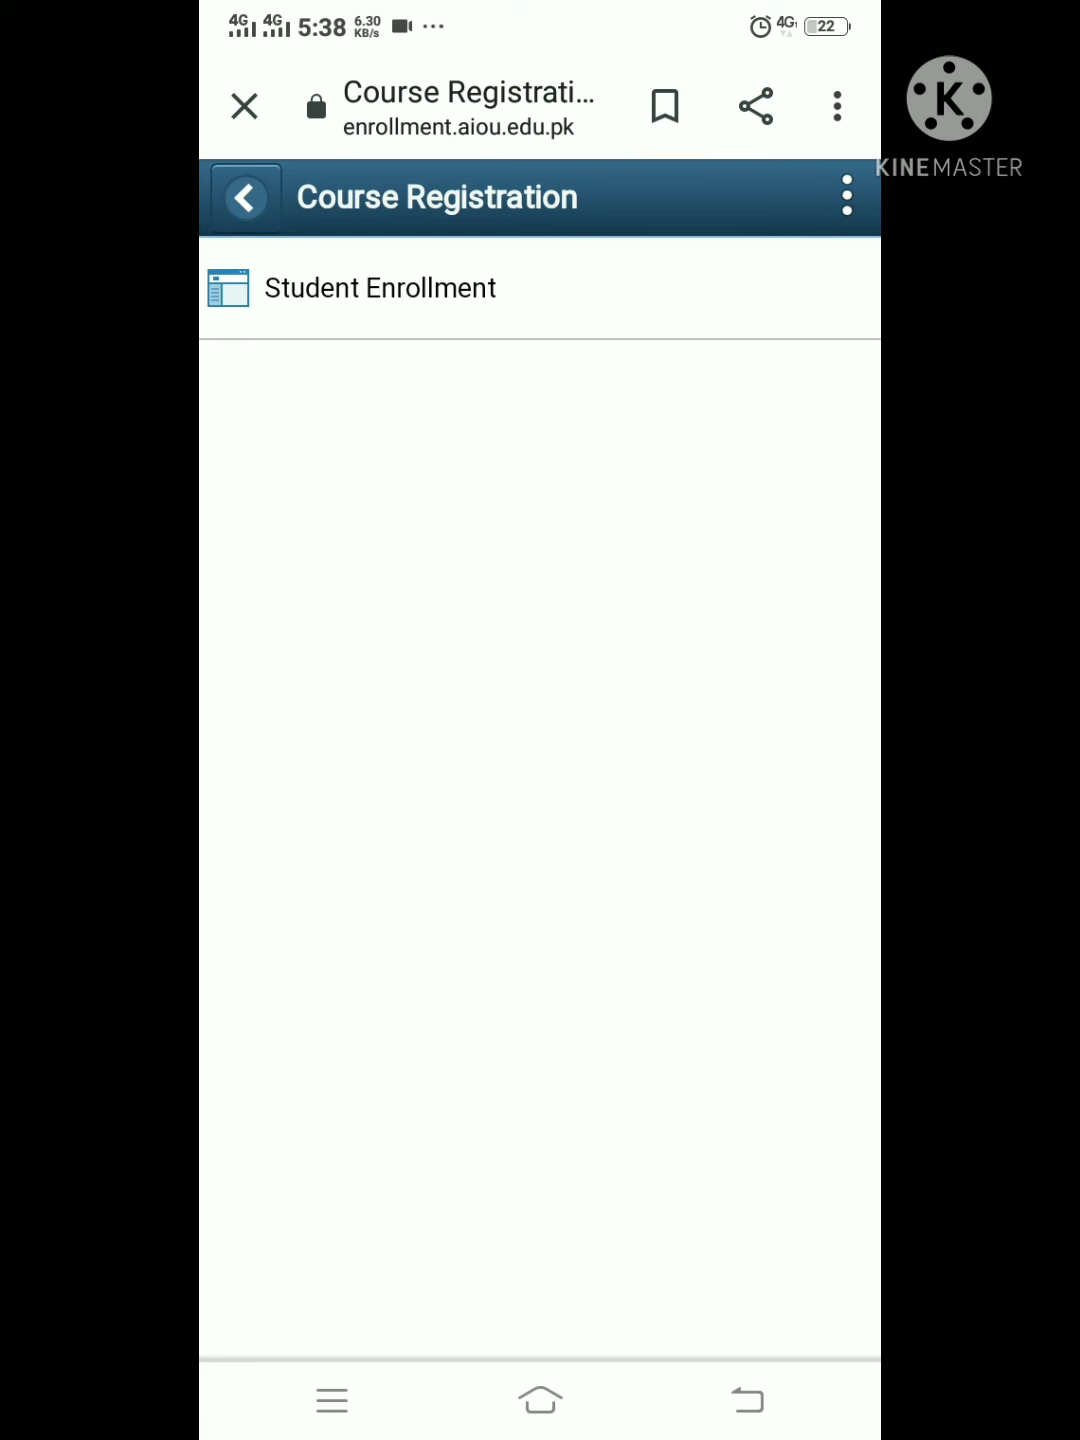 4G 4G 5:38 6.30 KB/s 4G 22
Course Registrati...
enrollment.aiou.edu.pk
K
KINEMASTER
Course Registration
Student Enrollment